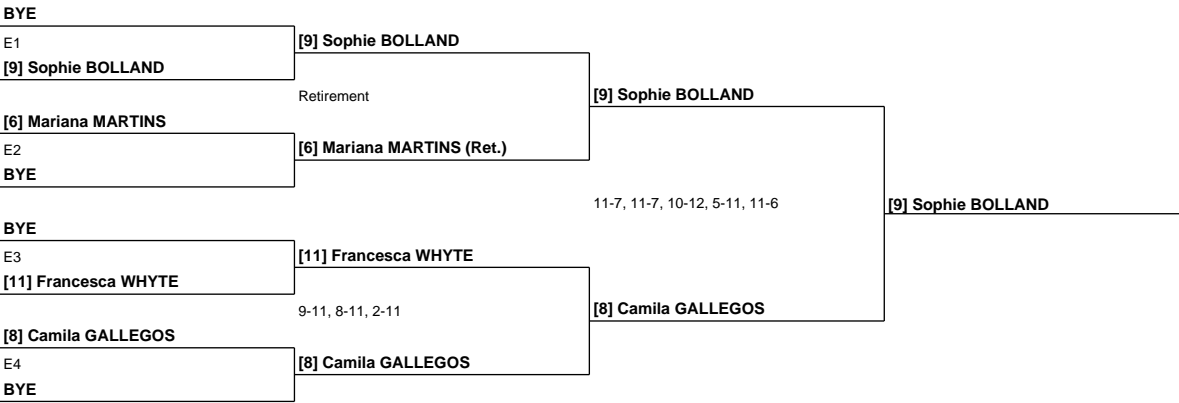 BYE
E1
[9] Sophie BOLLAND
[9] Sophie BOLLAND
Retirement
[9] Sophie BOLLAND
[6] Mariana MARTINS
E2
[6] Mariana MARTINS (Ret.)
BYE
11-7, 11-7, 10-12, 5-11, 11-6
[9] Sophie BOLLAND
BYE
E3
[11] Francesca WHYTE
[11] Francesca WHYTE
9-11, 8-11, 2-11
[8] Camila GALLEGOS
[8] Camila GALLEGOS
E4
[8] Camila GALLEGOS
BYE